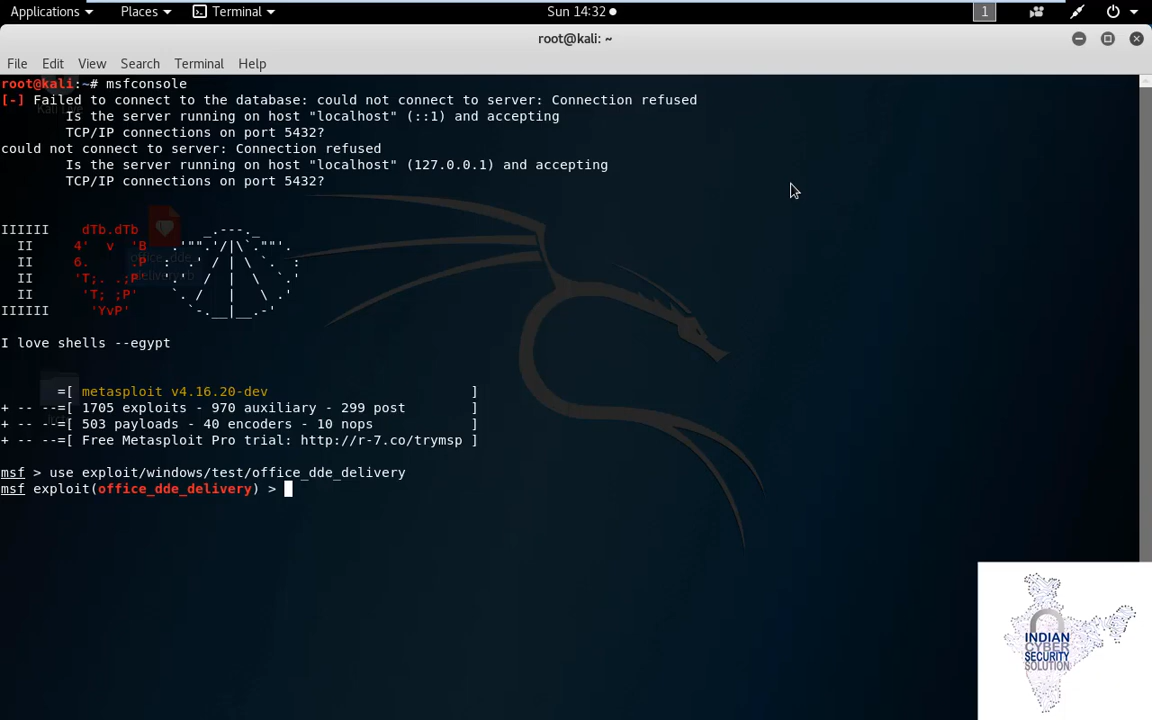 Applications Places Terminal Sun 14:32 1
root@kali: ~
File Edit View Search Terminal Help
root@kali:~# msfconsole
[-] Failed to connect to the database: could not connect to server: Connection refused
Is the server running on host "localhost" (::1) and accepting
TCP/IP connections on port 5432?
could not connect to server: Connection refused
Is the server running on host "localhost" (127.0.0.1) and accepting
TCP/IP connections on port 5432?
IIIIII    dTb.dTb        _.---._
  II     4'  v  'B   .'"".'/|\`.""'.
  II     6.     .P  :  .' / | \ `.  :
  II     'T;. .;P'  '.'  /  |  \  `.'
  II      'T; ;P'    `. /   |   \ .'
IIIIII     'YvP'       `-.__|__.-'
I love shells --egypt
=[ metasploit v4.16.20-dev ]
+ -- --=[ 1705 exploits - 970 auxiliary - 299 post ]
+ -- --=[ 503 payloads - 40 encoders - 10 nops ]
+ -- --=[ Free Metasploit Pro trial: http://r-7.co/trymsp ]
msf > use exploit/windows/test/office_dde_delivery
msf exploit(office_dde_delivery) >
INDIAN
CYBER
SECURITY
SOLUTION